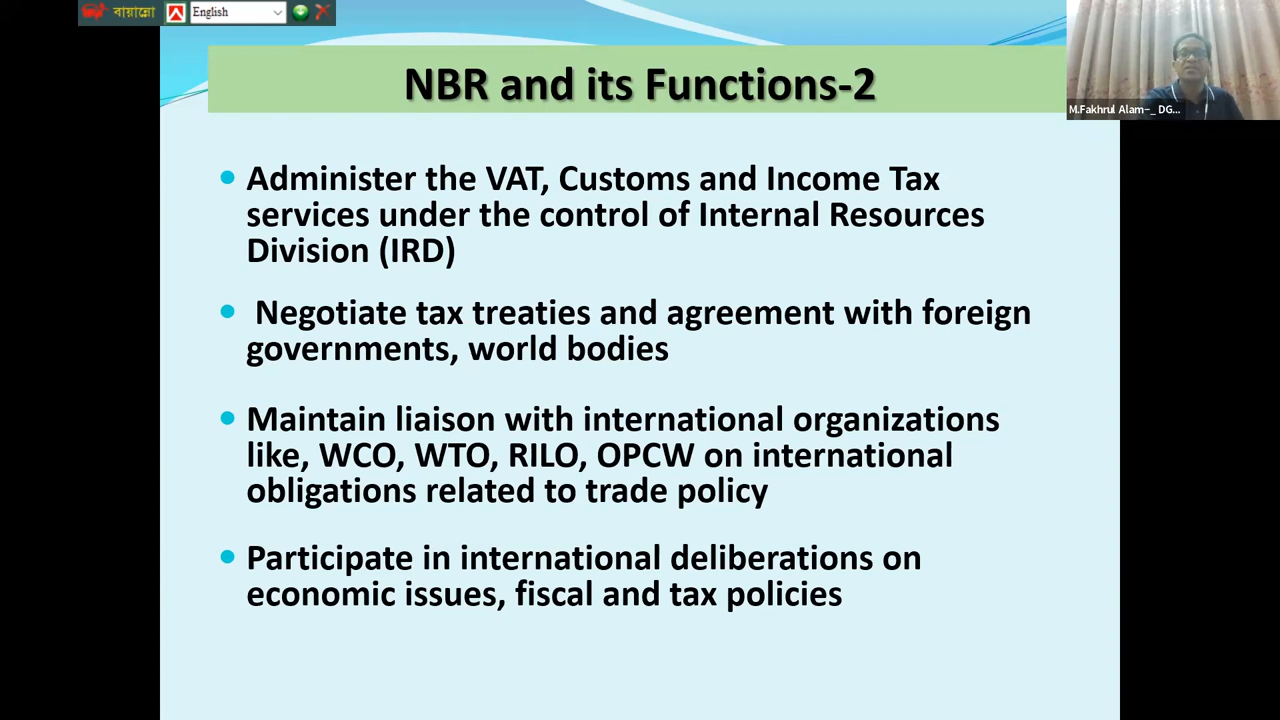 বায়ান্নো
English
NBR and its Functions-2
M.Fakhrul Alam-_ DG...
Administer the VAT, Customs and Income Tax
services under the control of Internal Resources
Division (IRD)
Negotiate tax treaties and agreement with foreign
governments, world bodies
Maintain liaison with international organizations
like, WCO, WTO, RILO, OPCW on international
obligations related to trade policy
Participate in international deliberations on
economic issues, fiscal and tax policies